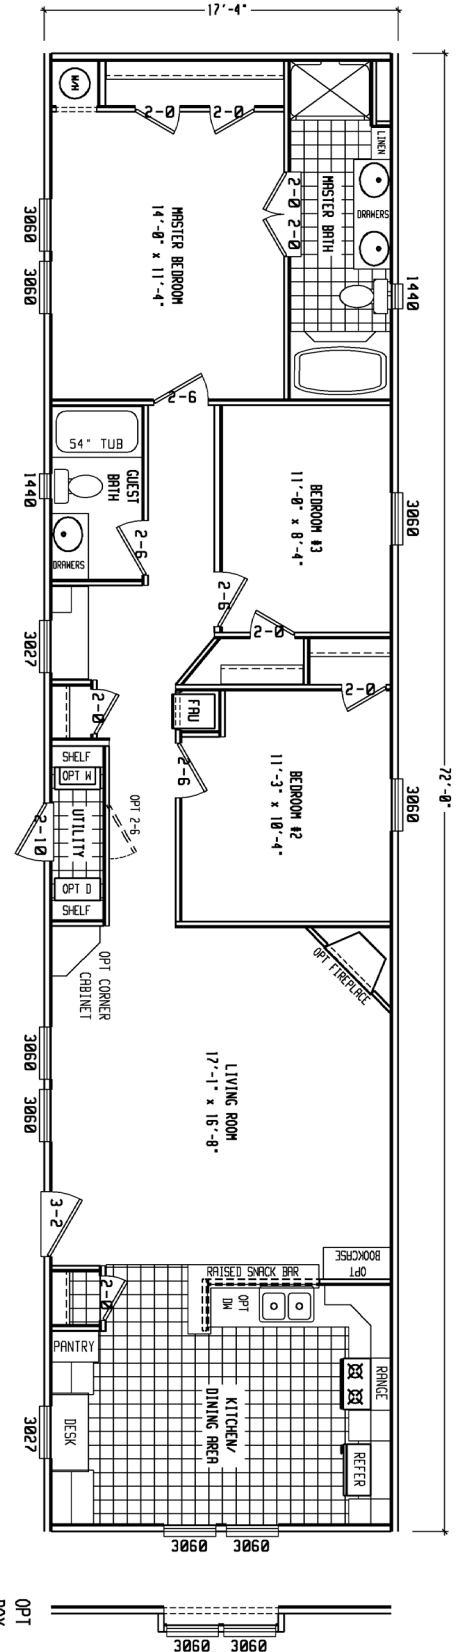 17'-4"
W/H
2-0
2-0
LINEN
DRAWERS
MASTER BATH
2-0 2-0
MASTER BEDROOM
14'-0" x 11'-4"
3060
3060
1440
2-6
54" TUB
GUEST
BATH
1440
DRAWERS
2-6
BEDROOM #3
11'-0" x 8'-4"
3060
2-6
2-0
3027
2-0
2-0
FAU
2-6
BEDROOM #2
11'-3" x 10'-4"
3060
72'-0"
SHELF
OPT W
UTILITY
OPT 2-6
2-10
OPT D
SHELF
OPT CORNER
CABINET
OPT FIREPLACE
3060
3060
LIVING ROOM
17'-1" x 16'-8"
3-2
OPT
BOOKCASE
RAISED SNACK BAR
2-0
OPT
DW
PANTRY
RANGE
KITCHEN/
DINING AREA
DESK
3027
REFER
3060 3060
OPT
3060 3060